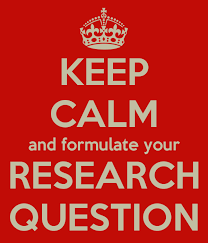 KEEP
CALM
and formulate your
RESEARCH
QUESTION